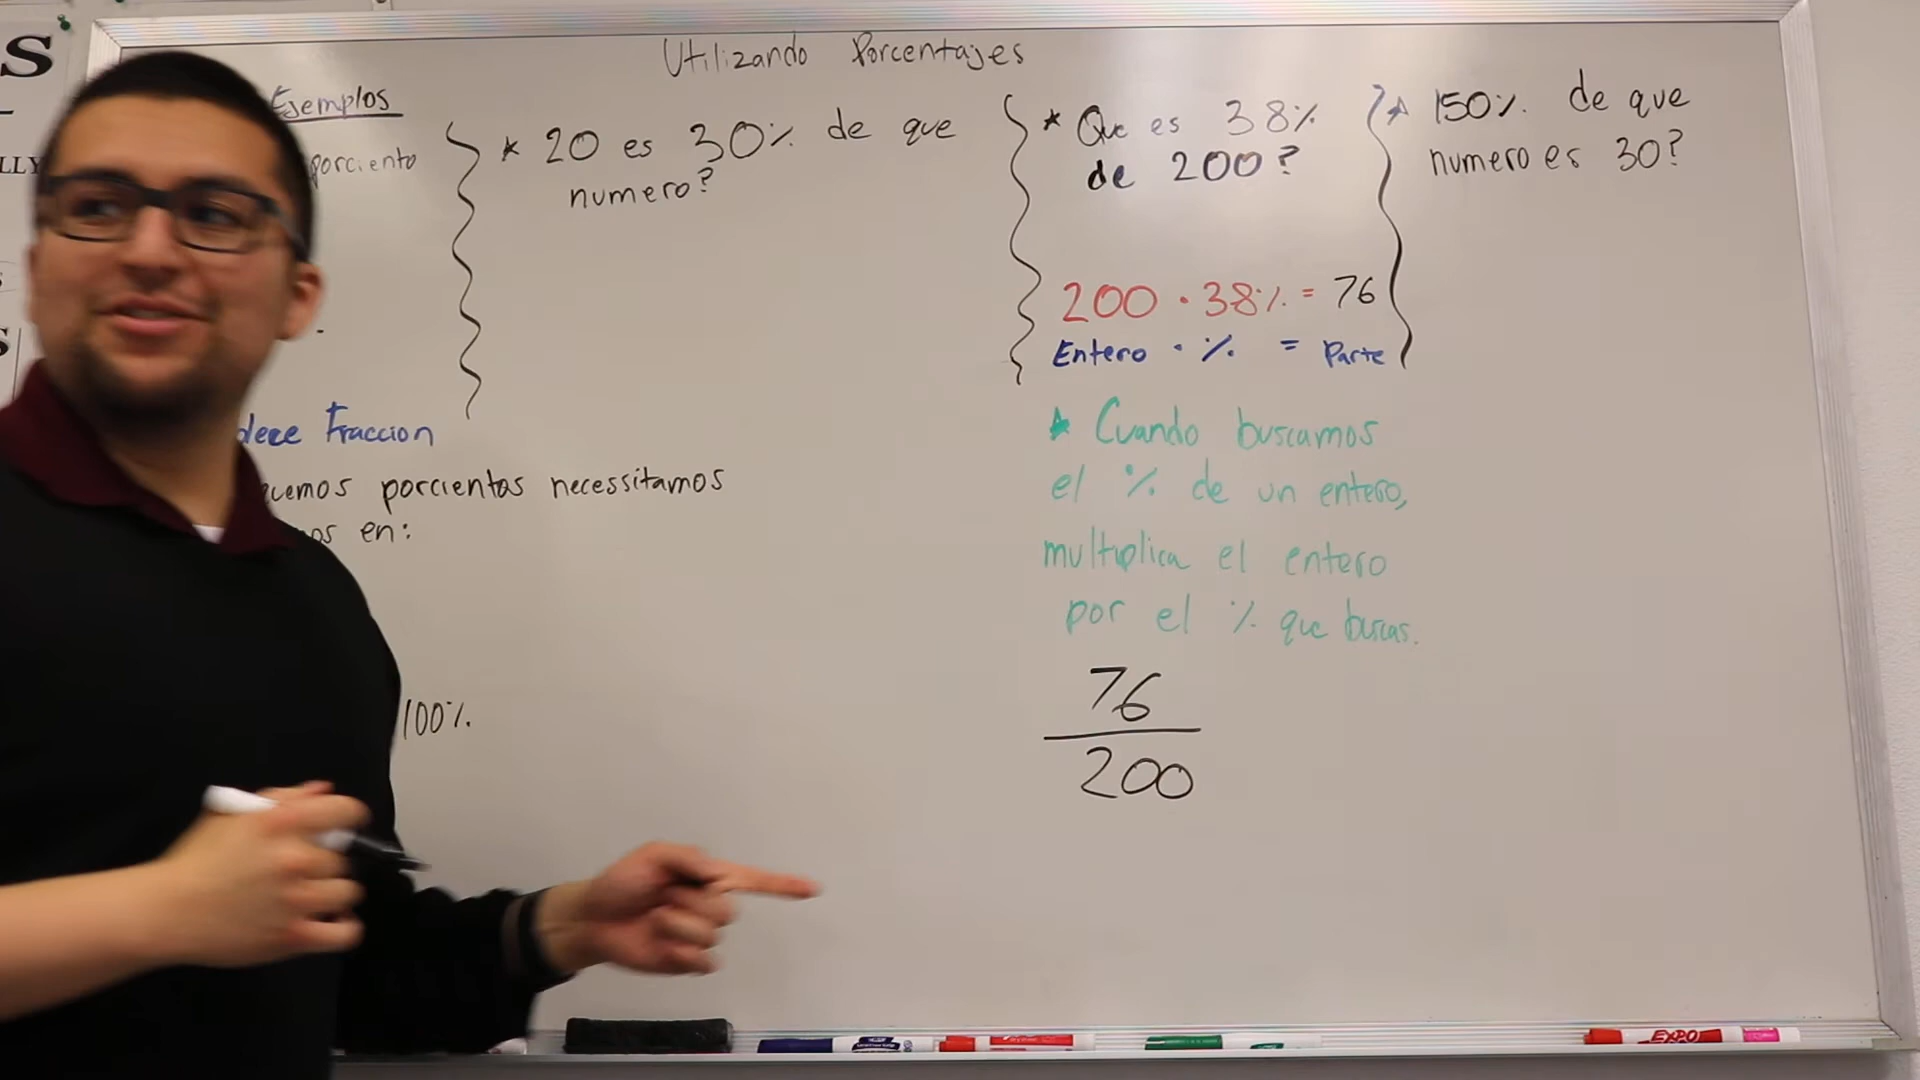 Utilizando Porcentajes
Ejemplos
porciento
* 20 es 30% de que
numero?
* Que es 38%
de 200?
200 · 38% = 76
Entero · % = Parte
* Cuando buscamos
el % de un entero,
multiplica el entero
por el % que buscas.
76
200
* 150% de que
numero es 30?
Fraccion
porcientos necessitamos
en:
100%
EXPO